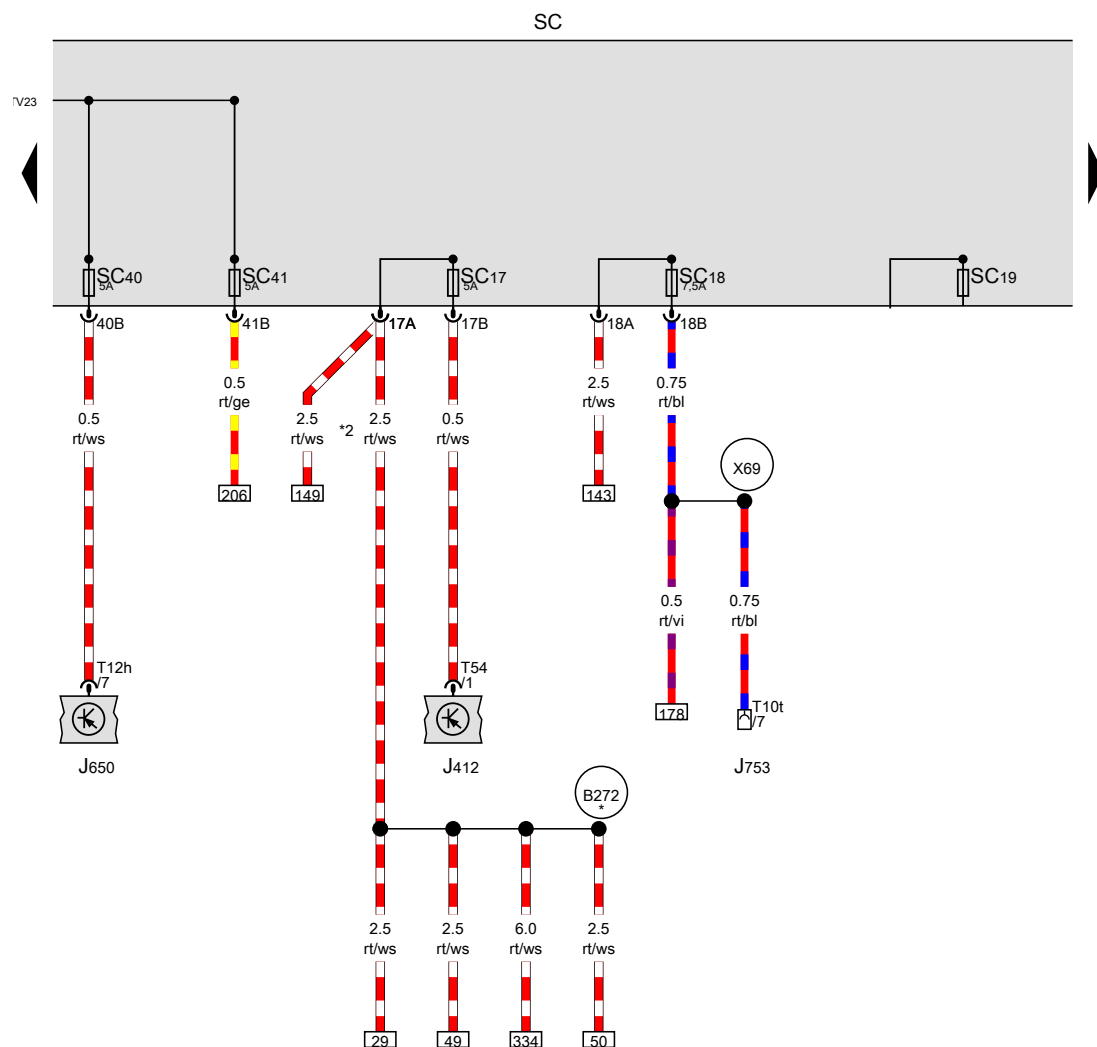 SC
TV23
SC40
5A
SC41
5A
SC17
5A
SC18
7,5A
SC19
40B
41B
17A
17B
18A
18B
0.5
rt/ge
2.5
rt/ws
0.75
rt/bl
0.5
rt/ws
2.5
rt/ws
*2
2.5
rt/ws
0.5
rt/ws
X69
206
149
143
0.5
rt/vi
0.75
rt/bl
T12h
/7
T54
/1
178
T10t
/7
J650
J412
J753
B272
*
2.5
rt/ws
2.5
rt/ws
6.0
rt/ws
2.5
rt/ws
29
49
334
50